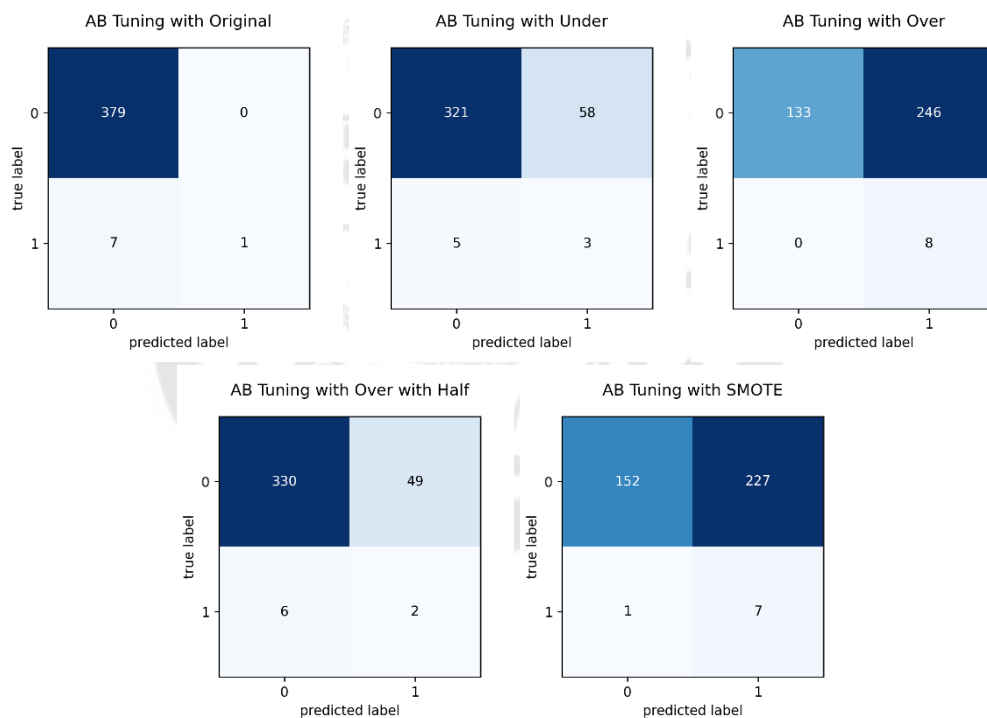 AB Tuning with Original
0
379
0
true label
1
7
1
0
1
predicted label
AB Tuning with Under
0
321
58
true label
1
5
3
0
1
predicted label
AB Tuning with Over
0
133
246
true label
1
0
8
0
1
predicted label
AB Tuning with Over with Half
0
330
49
true label
1
6
2
0
1
predicted label
AB Tuning with SMOTE
0
152
227
true label
1
1
7
0
1
predicted label